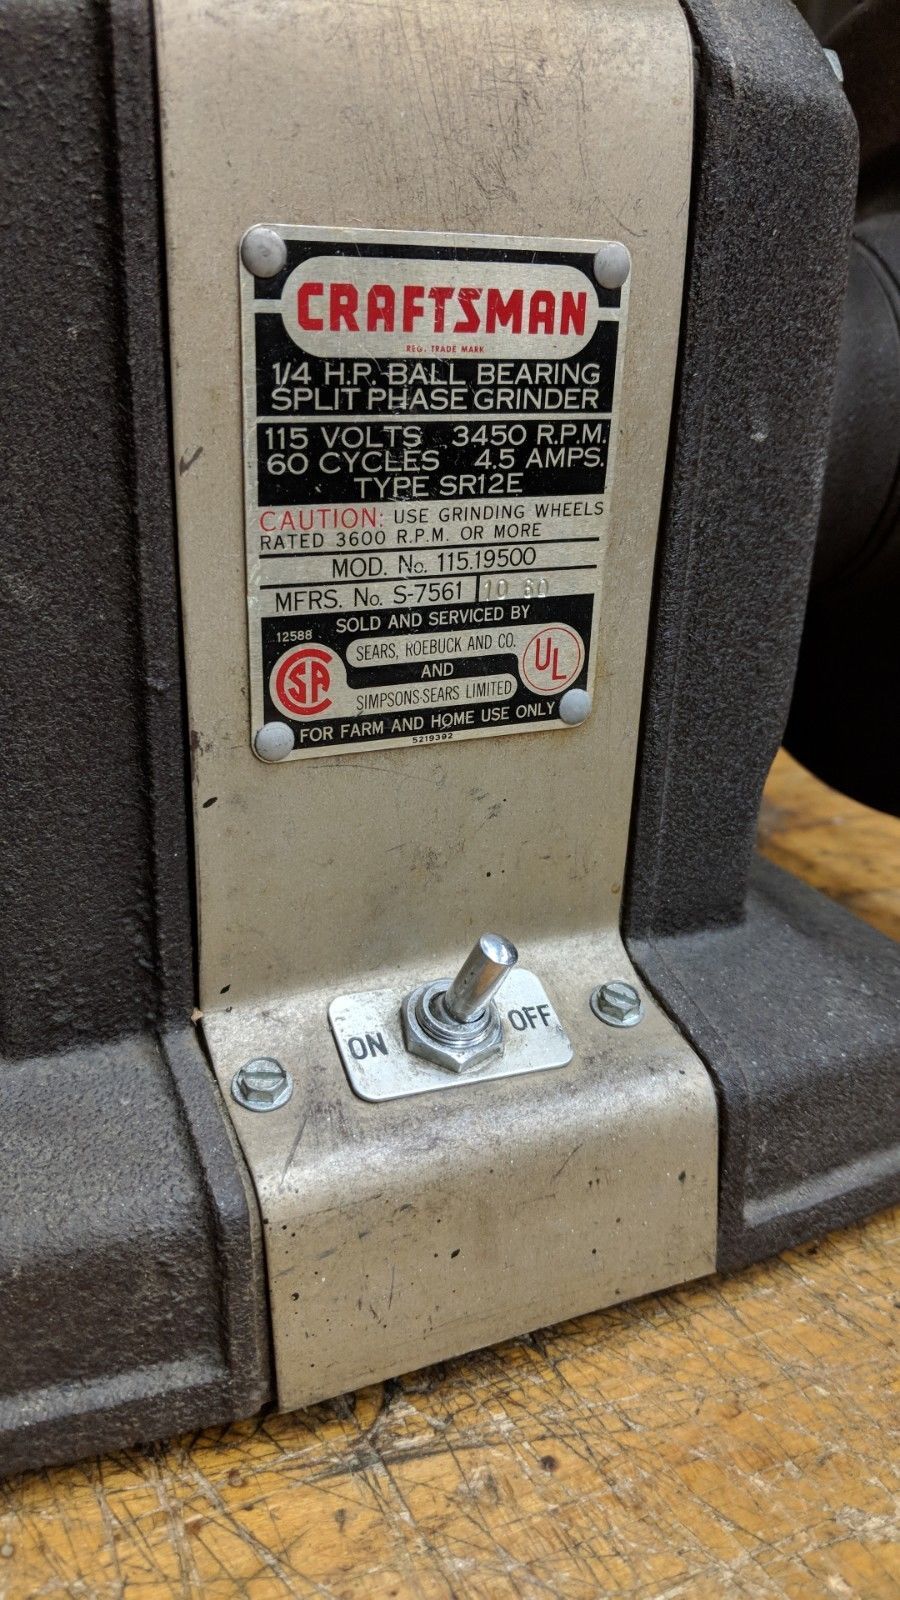 CRAFTSMAN
REG. TRADE MARK
1/4 H.P. BALL BEARING
SPLIT PHASE GRINDER
115 VOLTS 3450 R.P.M.
60 CYCLES 4.5 AMPS.
TYPE SR12E
CAUTION: USE GRINDING WHEELS
RATED 3600 R.P.M. OR MORE
MOD. No. 115.19500
MFRS. No. S-7561 10 60
SOLD AND SERVICED BY
12588
SEARS, ROEBUCK AND CO.
AND
SIMPSONS-SEARS LIMITED
SA
UL
FOR FARM AND HOME USE ONLY
5219392
ON OFF